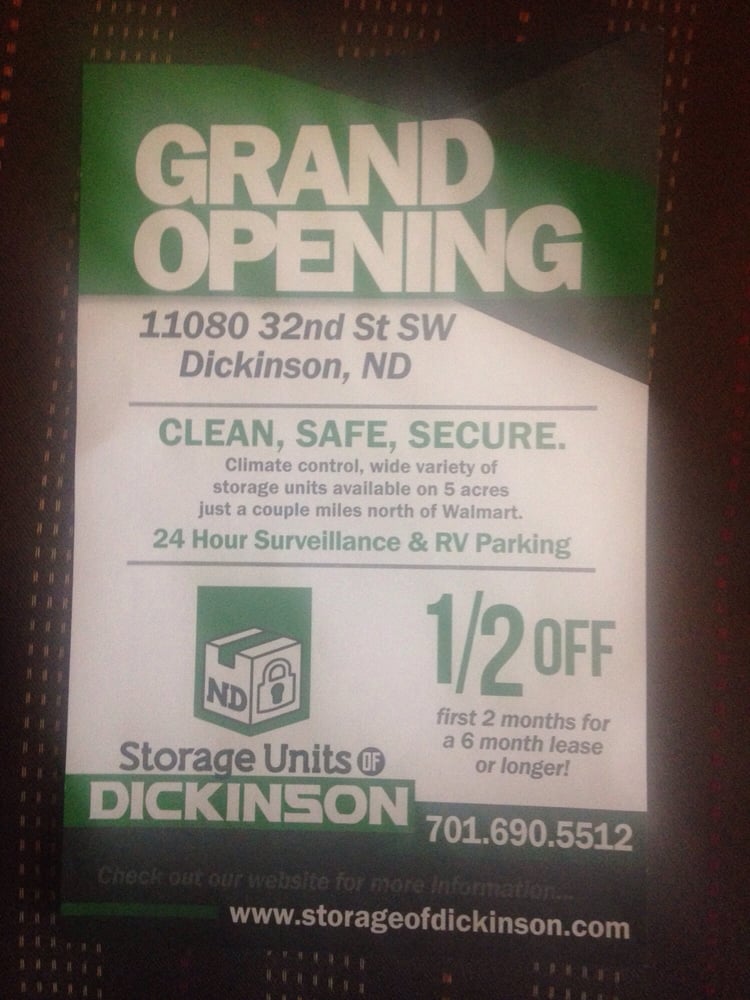 GRAND
OPENING
11080 32nd St SW
Dickinson, ND
CLEAN, SAFE, SECURE.
Climate control, wide variety of
storage units available on 5 acres
just a couple miles north of Walmart.
24 Hour Surveillance & RV Parking
ND
Storage Units OF
DICKINSON
1/2 OFF
first 2 months for
a 6 month lease
or longer!
701.690.5512
Check out our website for more information...
www.storageofdickinson.com